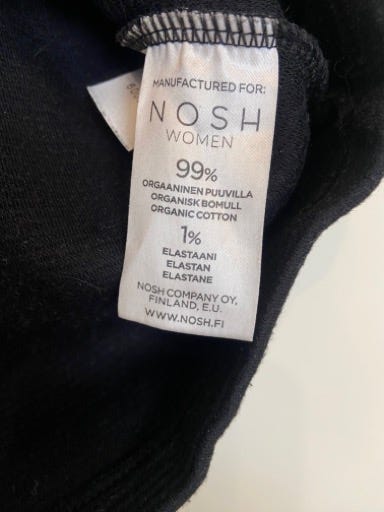 MANUFACTURED FOR:
NOSH
WOMEN
99%
ORGAANINEN PUUVILLA
ORGANISK BOMULL
ORGANIC COTTON
1%
ELASTAANI
ELASTAN
ELASTANE
NOSH COMPANY OY,
FINLAND, E.U.
WWW.NOSH.FI